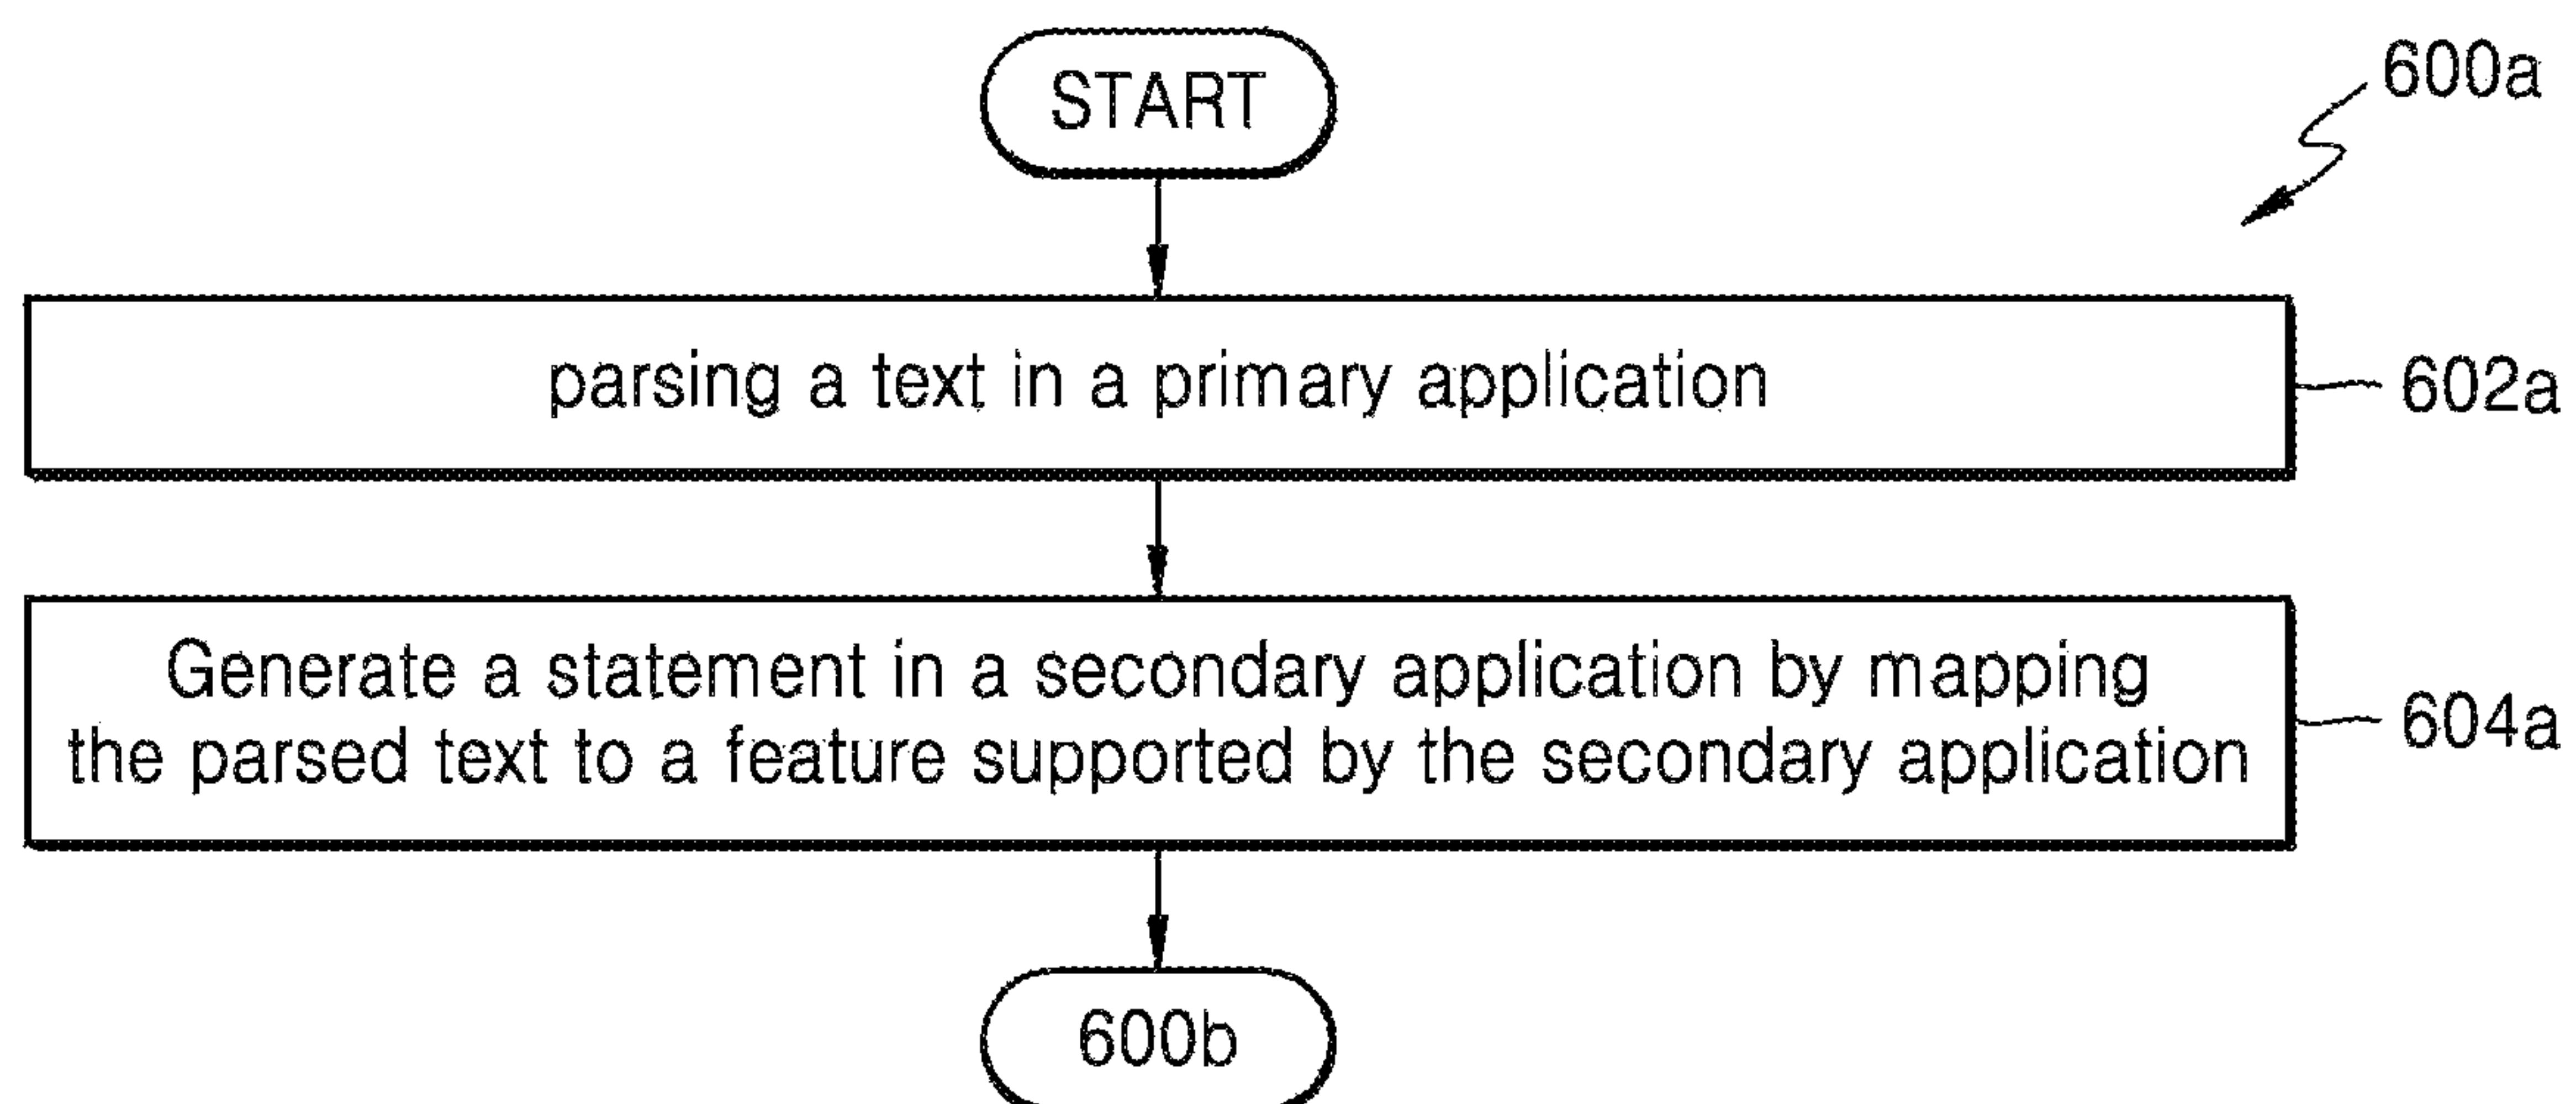 START
600a
parsing a text in a primary application
602a
Generate a statement in a secondary application by mapping
the parsed text to a feature supported by the secondary application
604a
600b